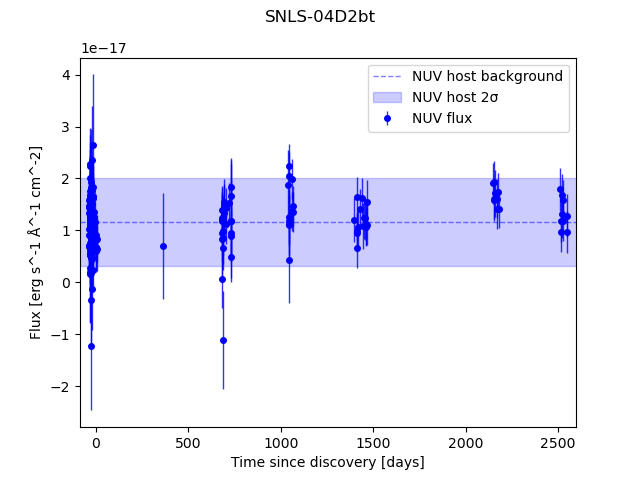 SNLS-04D2bt
1e−17
NUV host background
NUV host 2σ
NUV flux
4
3
2
1
0
−1
−2
Flux [erg s^-1 Å^-1 cm^-2]
0 500 1000 1500 2000 2500
Time since discovery [days]